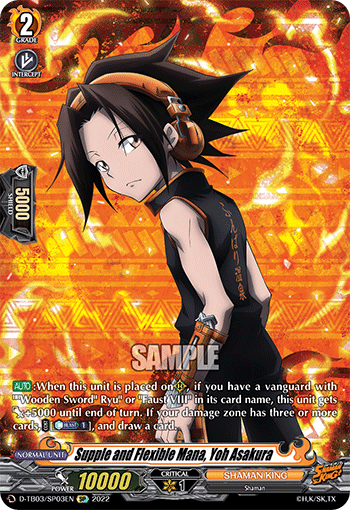 2
GRADE
INTERCEPT
5000
SHIELD
SAMPLE
AUTO:When this unit is placed on R, if you have a vanguard with
""Wooden Sword" Ryu" or "Faust VIII" in its card name, this unit gets
+5000 until end of turn. If your damage zone has three or more
cards, [BLAST 1], and draw a card.
NORMAL UNIT
Supple and Flexible Mana, Yoh Asakura
POWER 10000
CRITICAL
1
SHAMAN KING
Shaman
SHAMAN KING
D-TB03/SP03EN SP 2022
©H.K/SK,TX